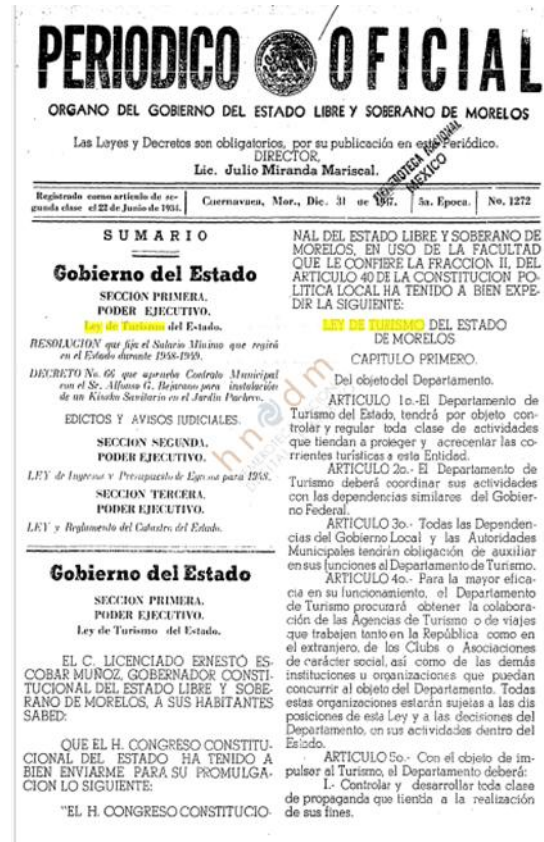 PERIODICO OFICIAL
ORGANO DEL GOBIERNO DEL ESTADO LIBRE Y SOBERANO DE MORELOS
Las Leyes y Decretos son obligatorios, por su publicación en este Periódico.
DIRECTOR,
Lic. Julio Miranda Mariscal.
HEMEROTECA NACIONAL
MEXICO
Registrado como artículo de se-
gunda clase el 22 de Junio de 1934.
Cuernavaca, Mor., Dic. 31 de 1947.
5a. Epoca.
No. 1272
SUMARIO
Gobierno del Estado
SECCION PRIMERA.
PODER EJECUTIVO.
Ley de Turismo del Estado.
RESOLUCION que fija el Salario Mínimo que regirá
en el Estado durante 1948-1949.
DECRETO No. 66 que aprueba Contrato Municipal
con el Sr. Alfonso G. Bejarano para instalación
de un Kiosko Sanitario en el Jardín Pacheco.
EDICTOS Y AVISOS JUDICIALES.
SECCION SEGUNDA.
PODER EJECUTIVO.
LEY de Ingresos y Presupuesto de Egresos para 1948.
SECCION TERCERA.
PODER EJECUTIVO.
LEY y Reglamento del Catastro del Estado.
Gobierno del Estado
SECCION PRIMERA.
PODER EJECUTIVO.
Ley de Turismo del Estado.
EL C. LICENCIADO ERNESTO ES-
COBAR MUÑOZ, GOBERNADOR CONSTI-
TUCIONAL DEL ESTADO LIBRE Y SOBE-
RANO DE MORELOS, A SUS HABITANTES
SABED:
QUE EL H. CONGRESO CONSTITU-
CIONAL DEL ESTADO HA TENIDO A
BIEN ENVIARME PARA SU PROMULGA-
CION LO SIGUIENTE:
"EL H. CONGRESO CONSTITUCIO-
NAL DEL ESTADO LIBRE Y SOBERANO DE
MORELOS, EN USO DE LA FACULTAD
QUE LE CONFIERE LA FRACCION II, DEL
ARTICULO 40 DE LA CONSTITUCION PO-
LITICA LOCAL HA TENIDO A BIEN EXPE-
DIR LA SIGUIENTE:
LEY DE TURISMO DEL ESTADO
DE MORELOS
CAPITULO PRIMERO.
Del objeto del Departamento.
ARTICULO 1o.-El Departamento de
Turismo del Estado, tendrá por objeto con-
trolar y regular toda clase de actividades
que tiendan a proteger y acrecentar las co-
rrientes turísticas a esta Entidad.
ARTICULO 2o.- El Departamento de
Turismo deberá coordinar sus actividades
con las dependencias similares del Gobier-
no Federal.
ARTICULO 3o.- Todas las Dependen-
cias del Gobierno Local y las Autoridades
Municipales tendrán obligación de auxiliar
en sus funciones al Departamento de Turismo.
ARTICULO 4o.- Para la mayor efica-
cia en su funcionamiento, el Departamento
de Turismo procurará obtener la colabora-
ción de las Agencias de Turismo o de viajes
que trabajen tanto en la República como en
el extranjero, de los Clubs o Asociaciones
de carácter social, así como de las demás
instituciones u organizaciones que puedan
concurrir al objeto del Departamento. Todas
estas organizaciones estarán sujetas a las dis
posiciones de esta Ley y a las decisiones del
Departamento, en sus actividades dentro del
Estado.
ARTICULO 5o.- Con el objeto de im-
pulsar al Turismo, el Departamento deberá:
I.- Controlar y desarrollar toda clase
de propaganda que tienda a la realización
de sus fines.
hndm